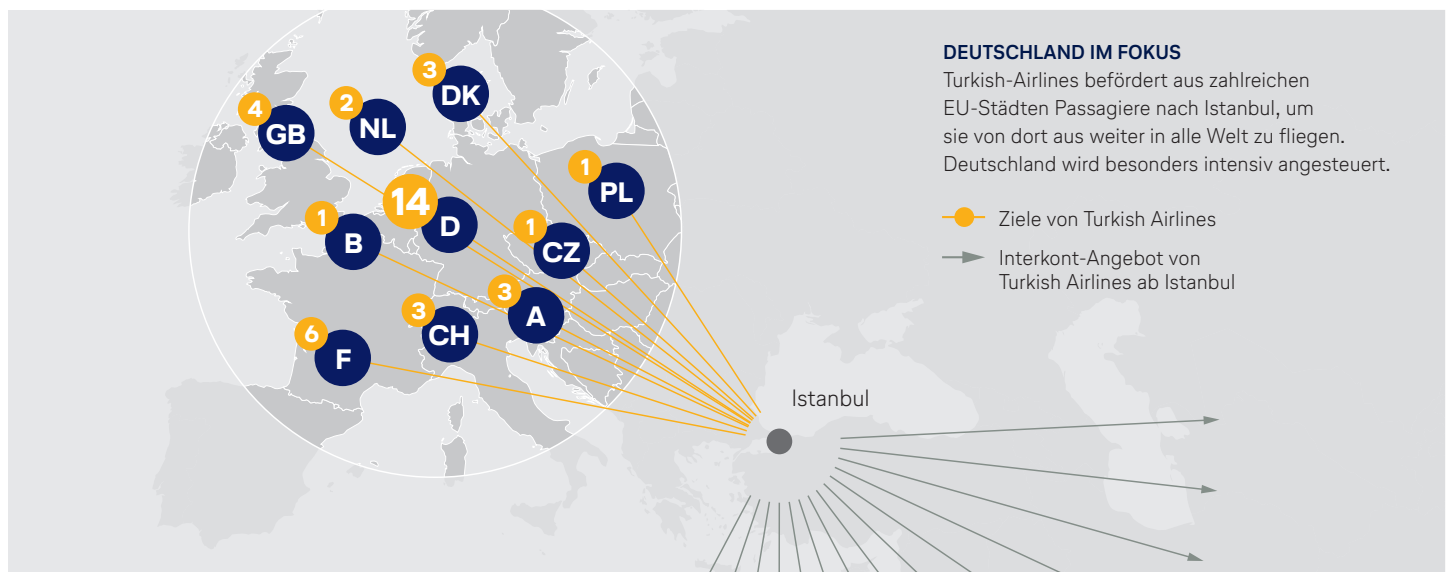 DEUTSCHLAND IM FOKUS
Turkish-Airlines befördert aus zahlreichen
EU-Städten Passagiere nach Istanbul, um
sie von dort aus weiter in alle Welt zu fliegen.
Deutschland wird besonders intensiv angesteuert.
Ziele von Turkish Airlines
Interkont-Angebot von
Turkish Airlines ab Istanbul
3
DK
2
NL
4
GB
1
PL
14
D
1
B
1
CZ
3
A
3
CH
6
F
Istanbul